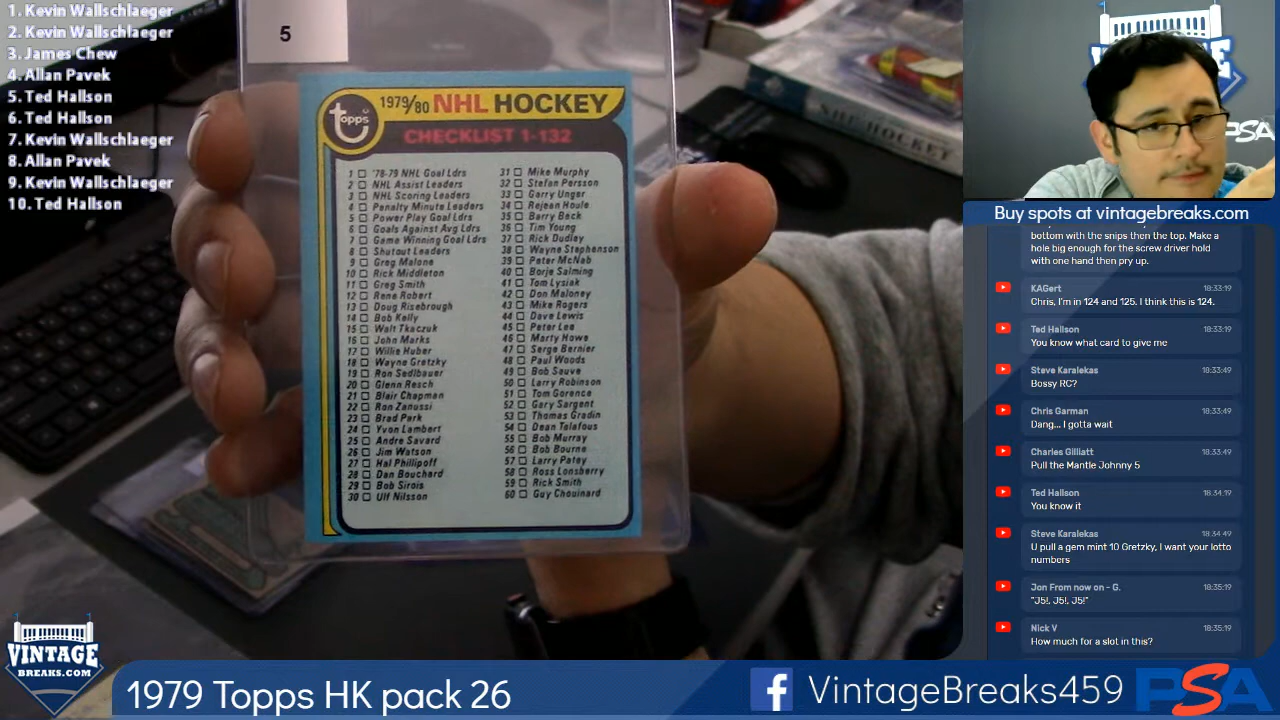 1. Kevin Wallschlaeger
2. Kevin Wallschlaeger
3. James Chew
4. Allan Pavek
5. Ted Hallson
6. Ted Hallson
7. Kevin Wallschlaeger
8. Allan Pavek
9. Kevin Wallschlaeger
10. Ted Hallson
5
topps
1979/80 NHL HOCKEY
CHECKLIST 1-132
1 '78-79 NHL Goal Ldrs
2 NHL Assist Leaders
3 NHL Scoring Leaders
4 Penalty Minute Leaders
5 Power Play Goal Ldrs
6 Goals Against Avg Ldrs
7 Game Winning Goal Ldrs
8 Shutout Leaders
9 Greg Malone
10 Rick Middleton
11 Greg Smith
12 Rene Robert
13 Doug Risebrough
14 Bob Kelly
15 Walt Tkaczuk
16 John Marks
17 Willie Huber
18 Wayne Gretzky
19 Ron Sedlbauer
20 Glenn Resch
21 Blair Chapman
22 Ron Zanussi
23 Brad Park
24 Yvon Lambert
25 Andre Savard
26 Jim Watson
27 Hal Phillipoff
28 Dan Bouchard
29 Bob Sirois
30 Ulf Nilsson
31 Mike Murphy
32 Stefan Persson
33 Garry Unger
34 Rejean Houle
35 Barry Beck
36 Tim Young
37 Rick Dudley
38 Wayne Stephenson
39 Peter McNab
40 Borje Salming
41 Tom Lysiak
42 Don Maloney
43 Mike Rogers
44 Dave Lewis
45 Peter Lee
46 Marty Howe
47 Serge Bernier
48 Paul Woods
49 Bob Sauve
50 Larry Robinson
51 Tom Gorence
52 Gary Sargent
53 Thomas Gradin
54 Dean Talafous
55 Bob Murray
56 Bob Bourne
57 Larry Patey
58 Ross Lonsberry
59 Rick Smith
60 Guy Chouinard
NHL HOCKEY
PSA
Buy spots at vintagebreaks.com
bottom with the snips then the top. Make a
hole big enough for the screw driver hold
with one hand then pry up.
KAGert 18:33:19
Chris, I'm in 124 and 125. I think this is 124.
Ted Hallson 18:33:19
You know what card to give me
Steve Karalekas 18:33:49
Bossy RC?
Chris Garman 18:33:49
Dang... I gotta wait
Charles Gilliatt 18:33:49
Pull the Mantle Johnny 5
Ted Hallson 18:34:19
You know it
Steve Karalekas 18:34:49
U pull a gem mint 10 Gretzky, I want your lotto
numbers
Jon From now on - G. 18:35:19
"J5!, J5!, J5!"
Nick V 18:35:19
How much for a slot in this?
VINTAGE
BREAKS.COM
1979 Topps HK pack 26
VintageBreaks459
PSA